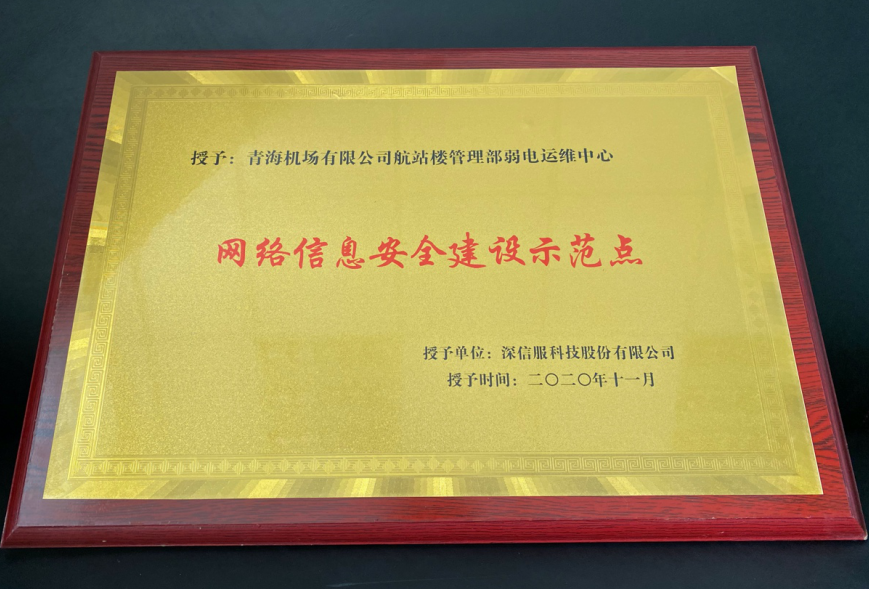 授予：青海机场有限公司航站楼管理部弱电运维中心
网络信息安全建设示范点
授予单位：深信服科技股份有限公司
授予时间：二〇二〇年十一月